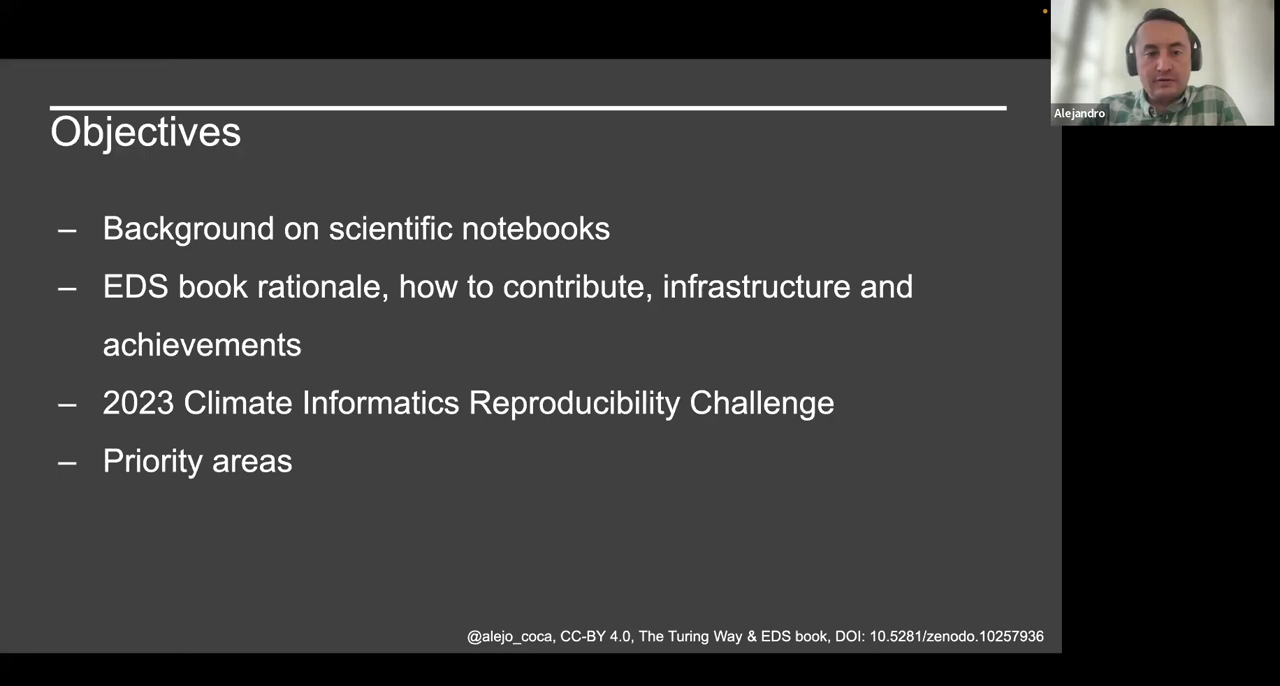 Alejandro
Objectives
– Background on scientific notebooks
– EDS book rationale, how to contribute, infrastructure and
achievements
– 2023 Climate Informatics Reproducibility Challenge
– Priority areas
@alejo_coca, CC-BY 4.0, The Turing Way & EDS book, DOI: 10.5281/zenodo.10257936